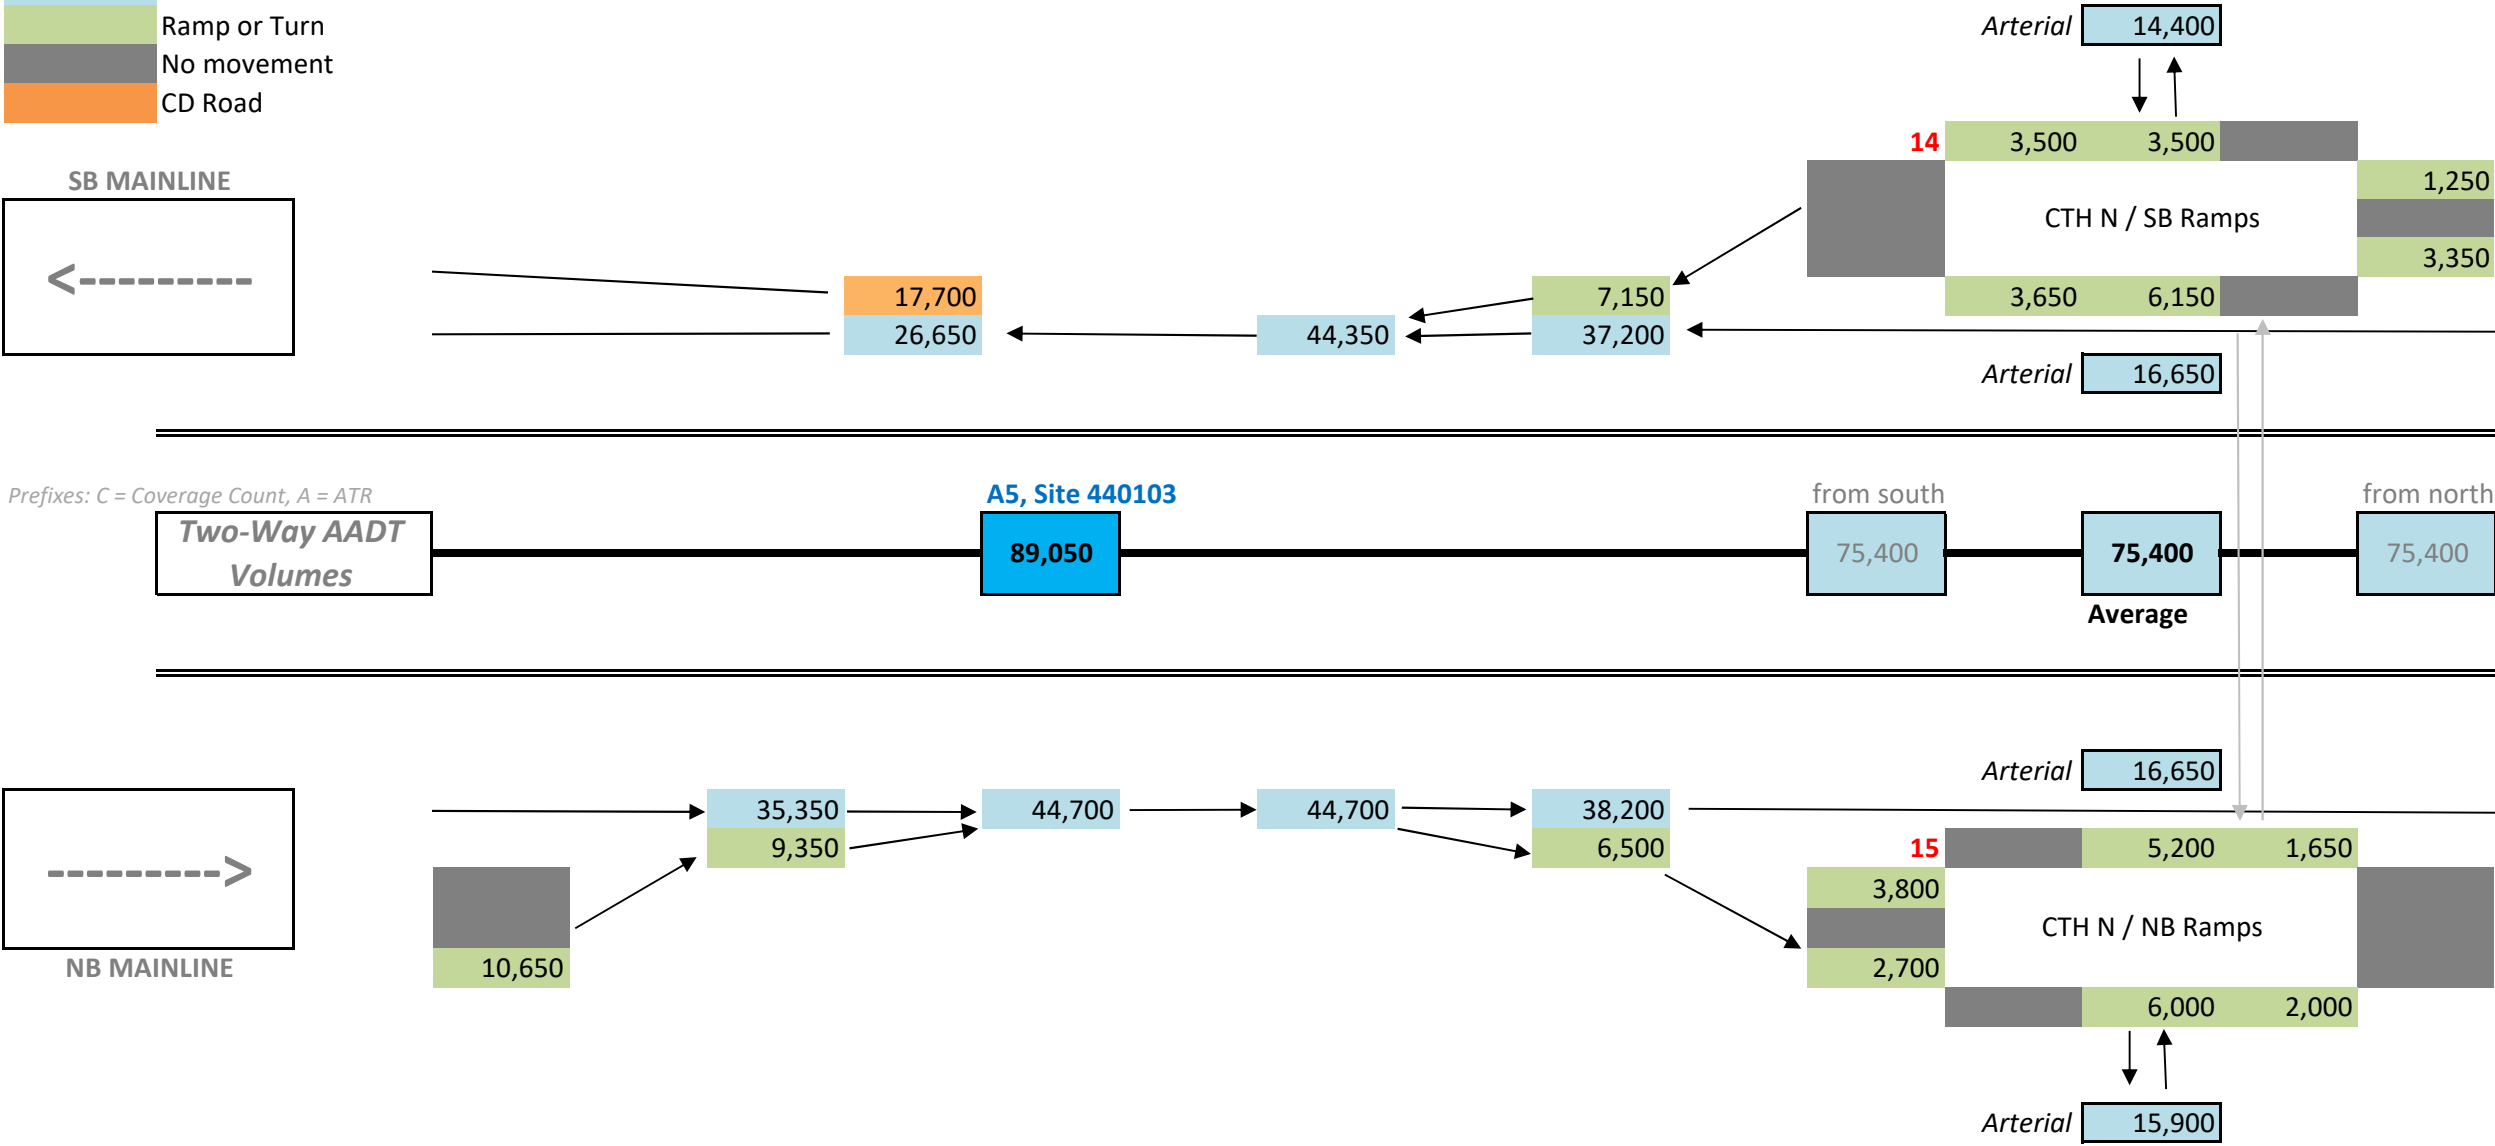 Ramp or Turn
No movement
CD Road
Arterial 14,400
14 3,500 3,500
SB MAINLINE
1,250
CTH N / SB Ramps
3,350
<---------
17,700 7,150 3,650 6,150
26,650 44,350 37,200
Arterial 16,650
Prefixes: C = Coverage Count, A = ATR
A5, Site 440103
from south
from north
Two-Way AADT
Volumes
89,050
75,400
75,400
75,400
Average
Arterial 16,650
35,350 44,700 44,700 38,200
9,350 6,500 15 5,200 1,650
--------->
3,800
CTH N / NB Ramps
NB MAINLINE
10,650
2,700
6,000 2,000
Arterial 15,900